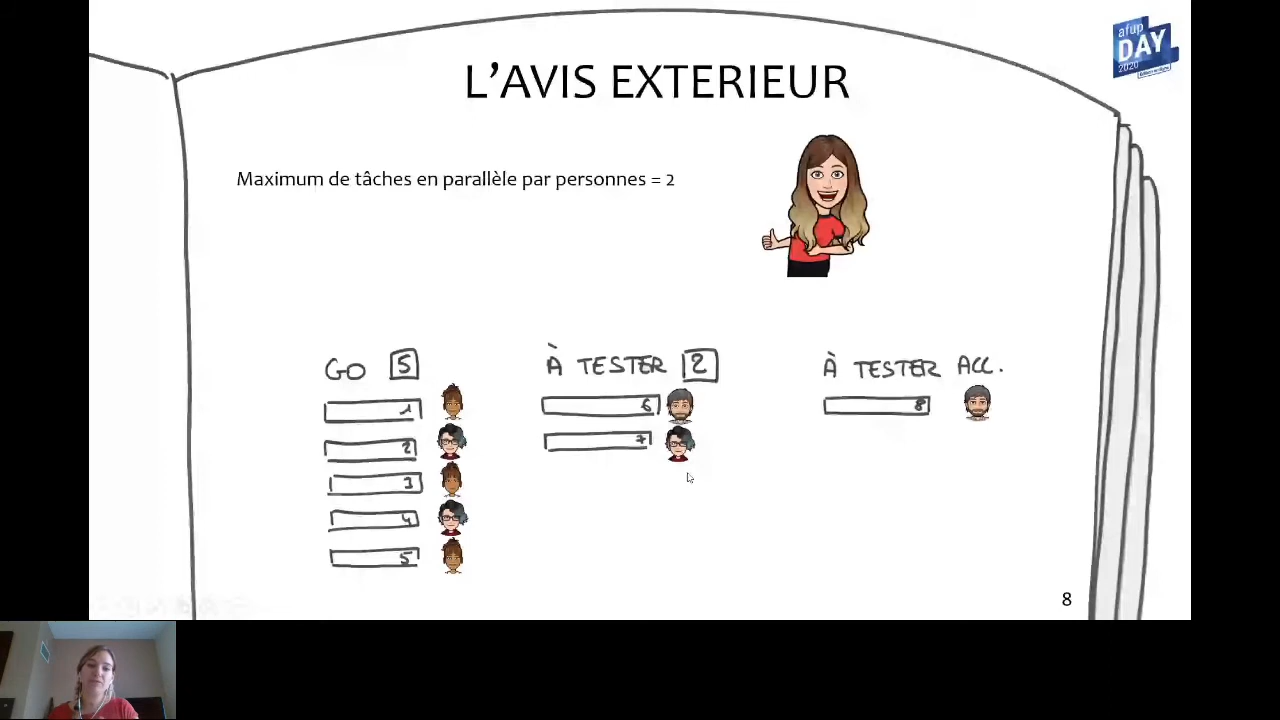 afup
DAY
2020
L’AVIS EXTERIEUR
Maximum de tâches en parallèle par personnes = 2
GO 5
À TESTER 2
À TESTER ACC.
1
6
8
2
7
3
4
5
8